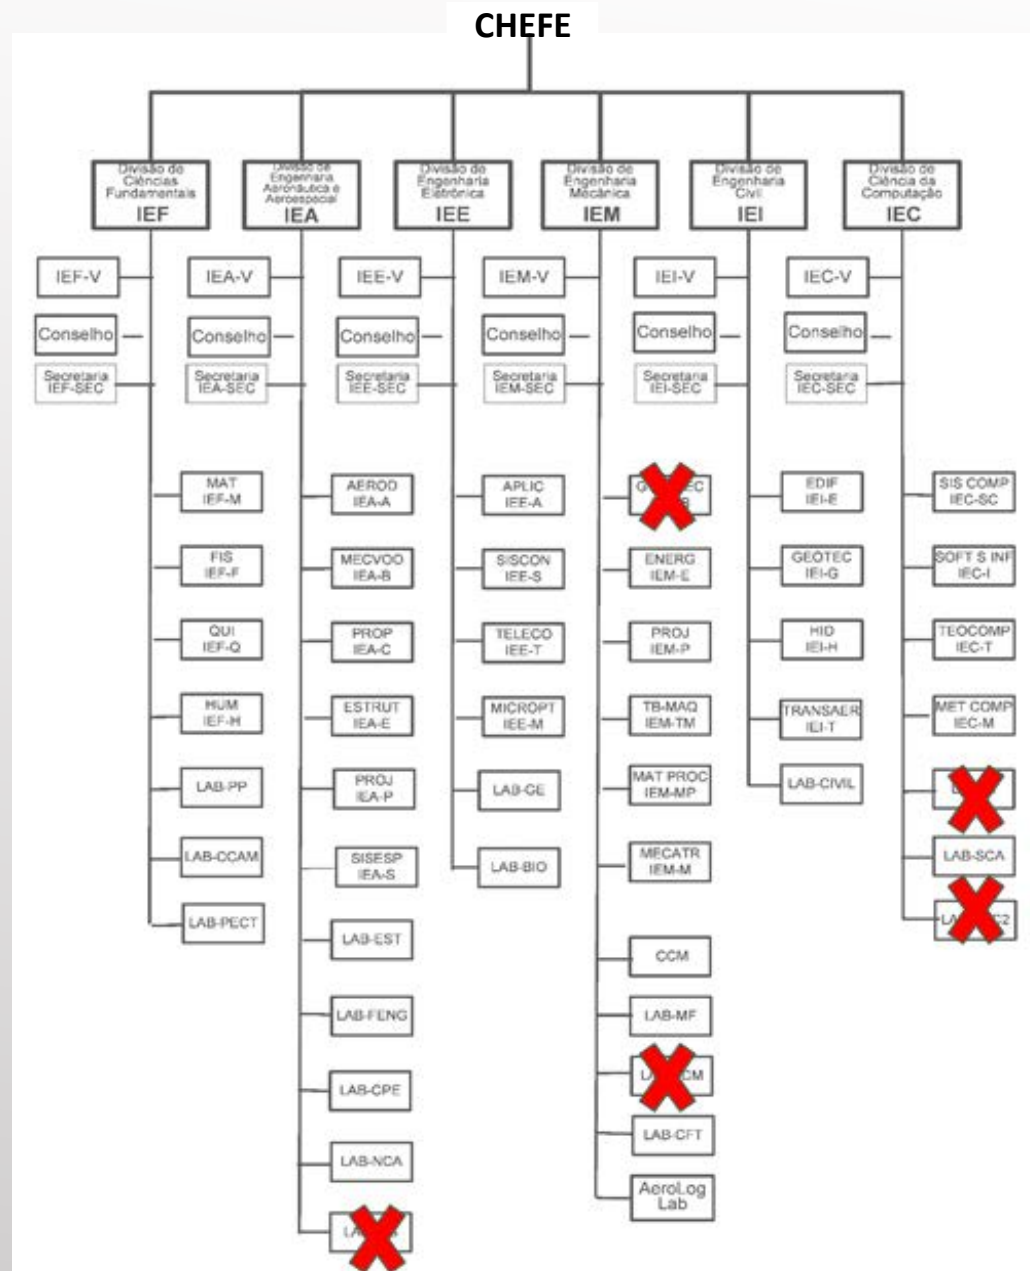 CHEFE
Divisão de
Ciências
Fundamentais
IEF
Divisão de
Engenharia
Aeronáutica e
Aeroespacial
IEA
Divisão de
Engenharia
Eletrônica
IEE
Divisão de
Engenharia
Mecânica
IEM
Divisão de
Engenharia
Civil
IEI
Divisão de
Ciência da
Computação
IEC
IEF-V
IEA-V
IEE-V
IEM-V
IEI-V
IEC-V
Conselho
Conselho
Conselho
Conselho
Conselho
Conselho
Secretaria
IEF-SEC
Secretaria
IEA-SEC
Secretaria
IEE-SEC
Secretaria
IEM-SEC
Secretaria
IEI-SEC
Secretaria
IEC-SEC
MAT
IEF-M
FIS
IEF-F
QUI
IEF-Q
HUM
IEF-H
LAB-PP
LAB-CCAM
LAB-PECT
AEROD
IEA-A
MECVOO
IEA-B
PROP
IEA-C
ESTRUT
IEA-E
PROJ
IEA-P
SISESP
IEA-S
LAB-EST
LAB-FENG
LAB-CPE
LAB-NCA
APLIC
IEE-A
SISCON
IEE-S
TELECO
IEE-T
MICROPT
IEE-M
LAB-GE
LAB-BIO
ENERG
IEM-E
PROJ
IEM-P
TB-MAQ
IEM-TM
MAT PROC
IEM-MP
MECATR
IEM-M
CCM
LAB-MF
LAB-CFT
AeroLog
Lab
EDIF
IEI-E
GEOTEC
IEI-G
HID
IEI-H
TRANSAER
IEI-T
LAB-CIVIL
SIS COMP
IEC-SC
SOFT S INF
IEC-I
TEOCOMP
IEC-T
MET COMP
IEC-M
LAB-SCA